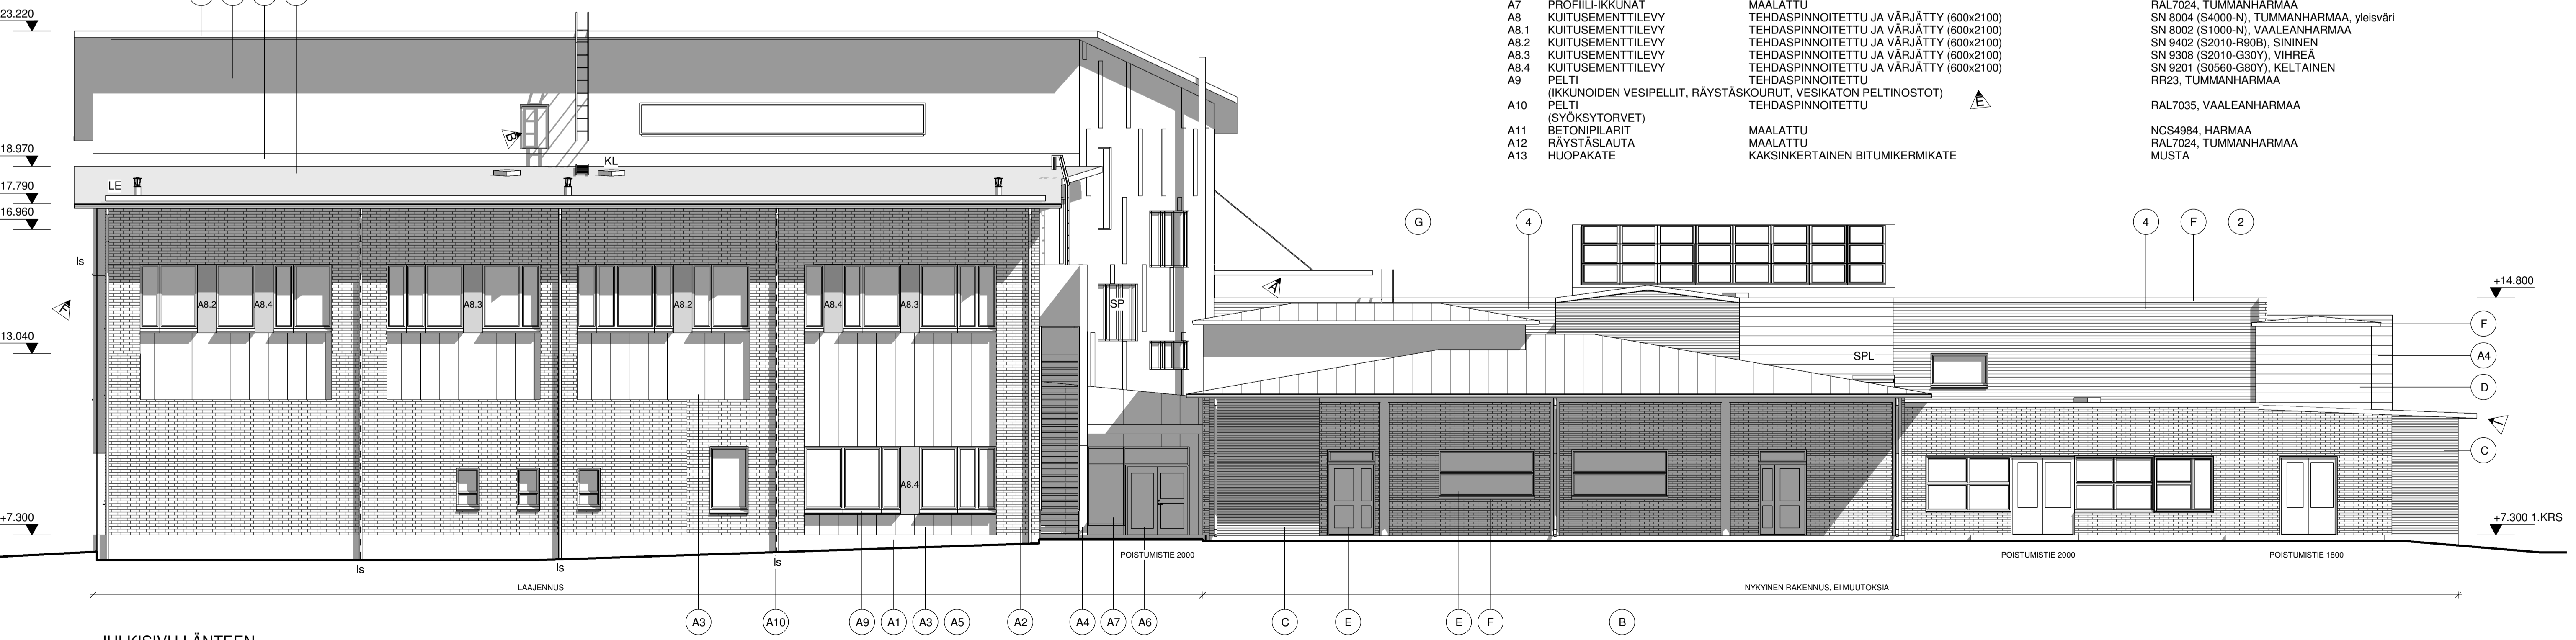 A7 PROFIILI-IKKUNAT MAALATTU RAL7024, TUMMANHARMAA
A8 KUITUSEMENTTILEVY TEHDASPINNOITETTU JA VÄRJÄTTY (600x2100) SN 8004 (S4000-N), TUMMANHARMAA, yleisväri
A8.1 KUITUSEMENTTILEVY TEHDASPINNOITETTU JA VÄRJÄTTY (600x2100) SN 8002 (S1000-N), VAALEANHARMAA
A8.2 KUITUSEMENTTILEVY TEHDASPINNOITETTU JA VÄRJÄTTY (600x2100) SN 9402 (S2010-R90B), SININEN
A8.3 KUITUSEMENTTILEVY TEHDASPINNOITETTU JA VÄRJÄTTY (600x2100) SN 9308 (S2010-G30Y), VIHREÄ
A8.4 KUITUSEMENTTILEVY TEHDASPINNOITETTU JA VÄRJÄTTY (600x2100) SN 9201 (S0560-G80Y), KELTAINEN
A9 PELTI TEHDASPINNOITETTU RR23, TUMMANHARMAA
(IKKUNOIDEN VESIPELLIT, RÄYSTÄSKOURUT, VESIKATON PELTINOSTOT)
E
A10 PELTI TEHDASPINNOITETTU RAL7035, VAALEANHARMAA
(SYÖKSYTORVET)
A11 BETONIPILARIT MAALATTU NCS4984, HARMAA
A12 RÄYSTÄSLAUTA MAALATTU RAL7024, TUMMANHARMAA
A13 HUOPAKATE KAKSINKERTAINEN BITUMIKERMIKATE MUSTA
23.220
18.970
17.790
16.960
13.040
+7.300
B
KL
LE
ls
F
A8.2 A8.4 A8.3 A8.2 A8.4 A8.3
SP
A8.4
G 4 4 F 2
A
SPL
+14.800
F
A4
D
I
C
+7.300 1.KRS
POISTUMISTIE 2000 POISTUMISTIE 2000 POISTUMISTIE 1800
ls ls ls
LAAJENNUS NYKYINEN RAKENNUS, EI MUUTOKSIA
A3 A10 A9 A1 A3 A5 A2 A4 A7 A6 C E E F B
JULKISIVU LÄNTEEN